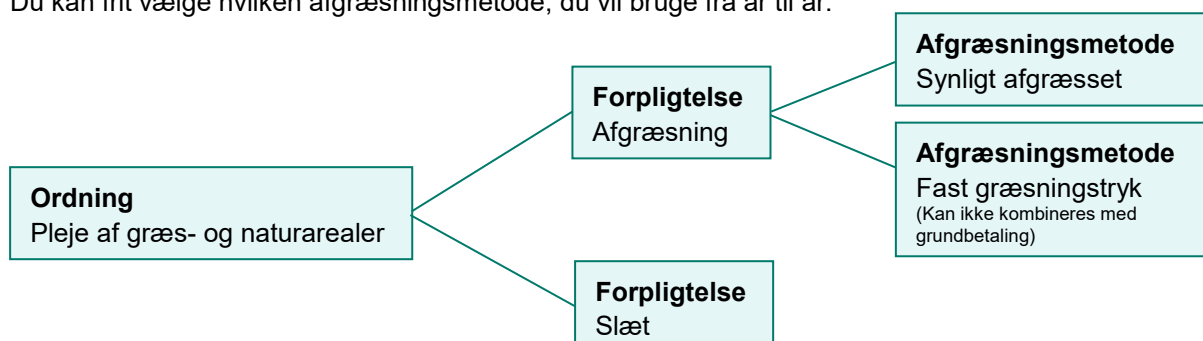 Du kan frit vælge hvilken afgræsningsmetode, du vil bruge fra år til år.
Ordning
Pleje af græs- og naturarealer
Forpligtelse
Afgræsning
Forpligtelse
Slæt
Afgræsningsmetode
Synligt afgræsset
Afgræsningsmetode
Fast græsningstryk
(Kan ikke kombineres med
grundbetaling)